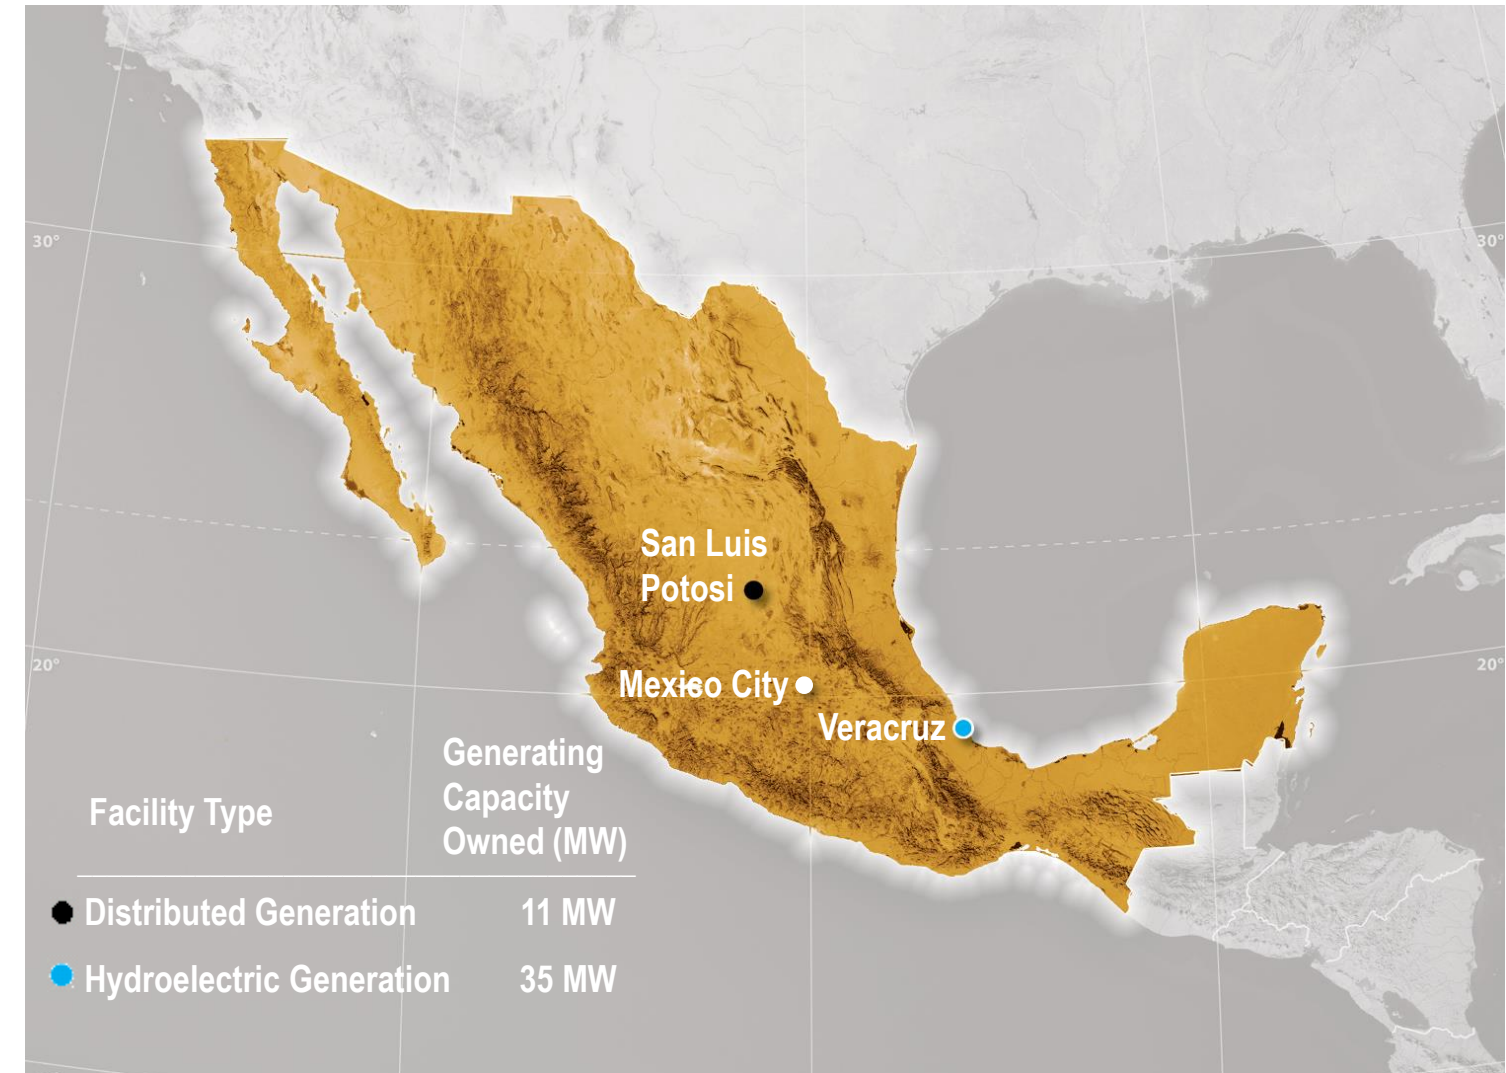 30°
30°
San Luis
Potosi
20°
20°
Mexico City
Veracruz
Facility Type
Generating
Capacity
Owned (MW)
Distributed Generation 11 MW
Hydroelectric Generation 35 MW